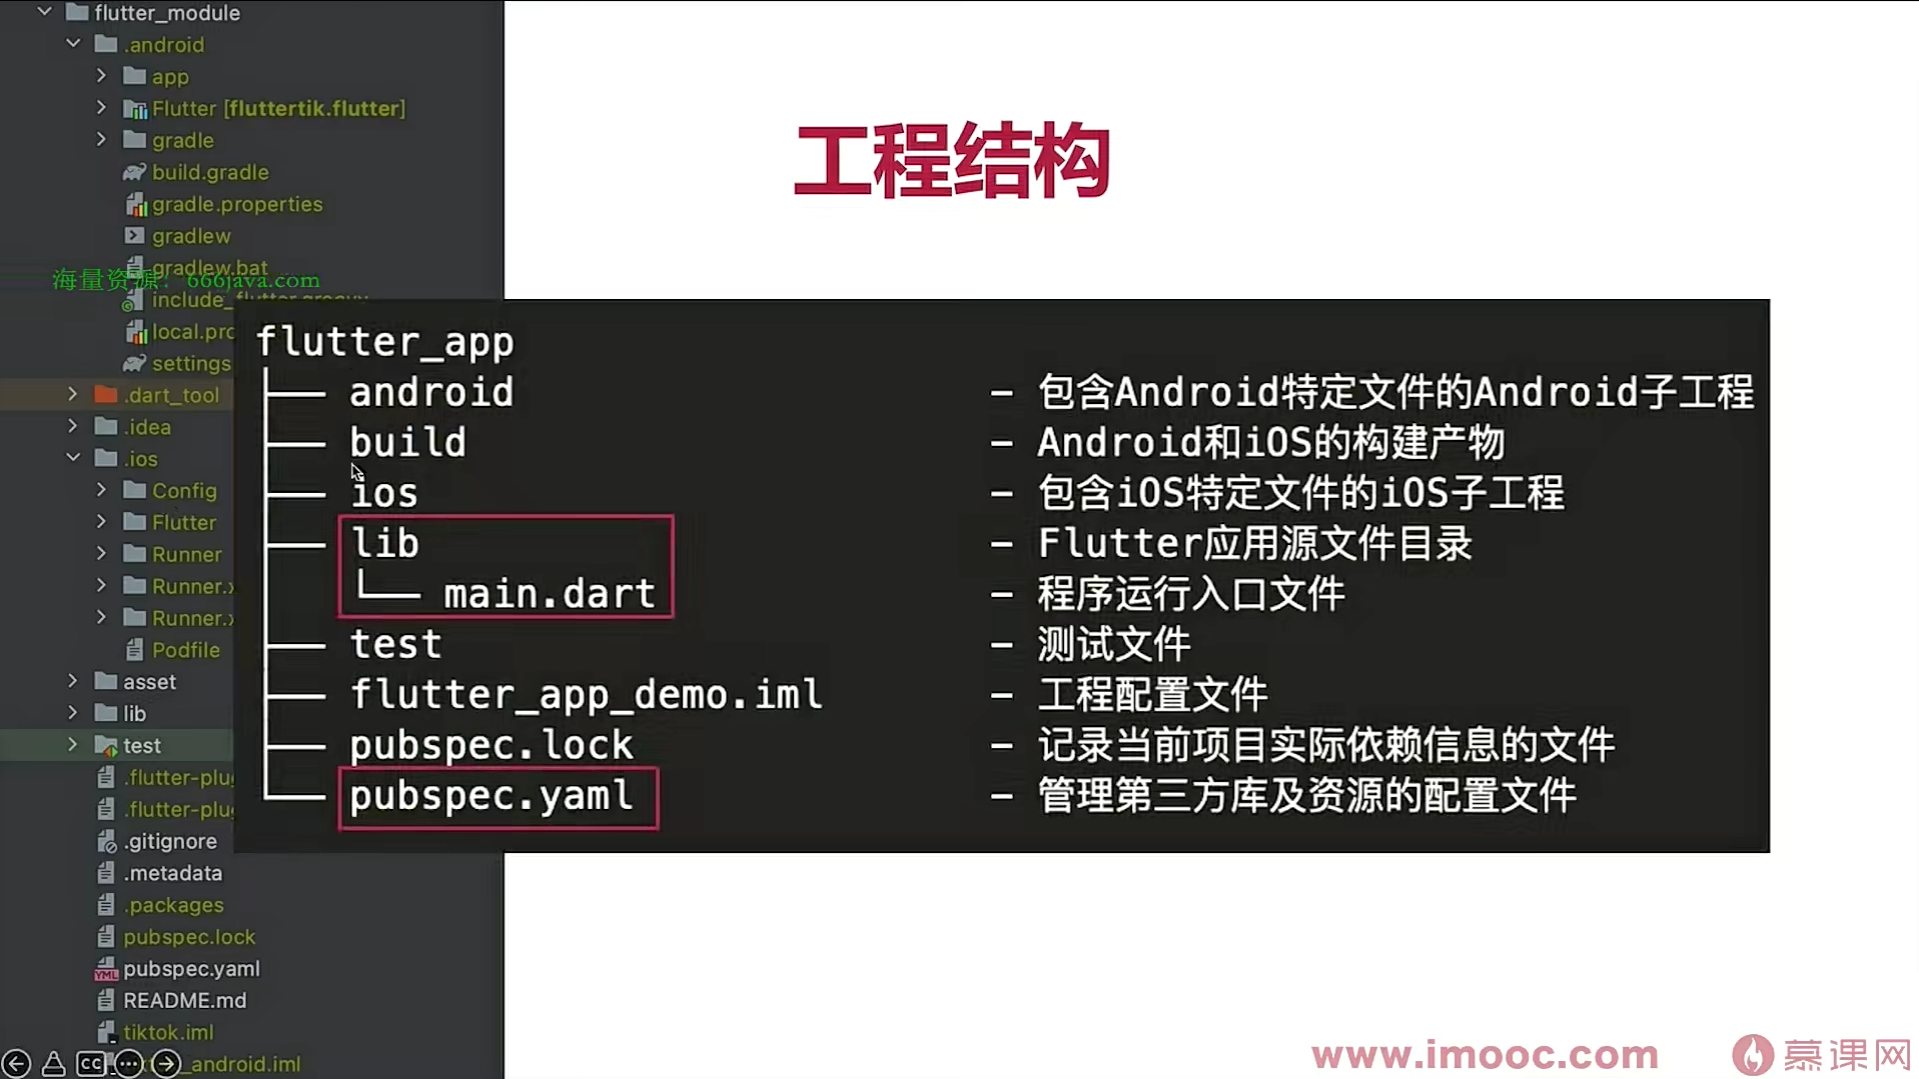 flutter_module
.android
app
Flutter [fluttertik.flutter]
gradle
build.gradle
gradle.properties
gradlew
gradlew.bat
海量资源：666java.com
include_flutter.groovy
local.pro
settings
.dart_tool
.idea
.ios
Config
Flutter
Runner
Runner.x
Runner.x
Podfile
asset
lib
test
.flutter-plug
.flutter-plug
.gitignore
.metadata
.packages
pubspec.lock
pubspec.yaml
README.md
tiktok.iml
_android.iml
工程结构
flutter_app
android - 包含Android特定文件的Android子工程
build - Android和iOS的构建产物
ios - 包含iOS特定文件的iOS子工程
lib - Flutter应用源文件目录
main.dart - 程序运行入口文件
test - 测试文件
flutter_app_demo.iml - 工程配置文件
pubspec.lock - 记录当前项目实际依赖信息的文件
pubspec.yaml - 管理第三方库及资源的配置文件
CC
www.imooc.com 慕课网